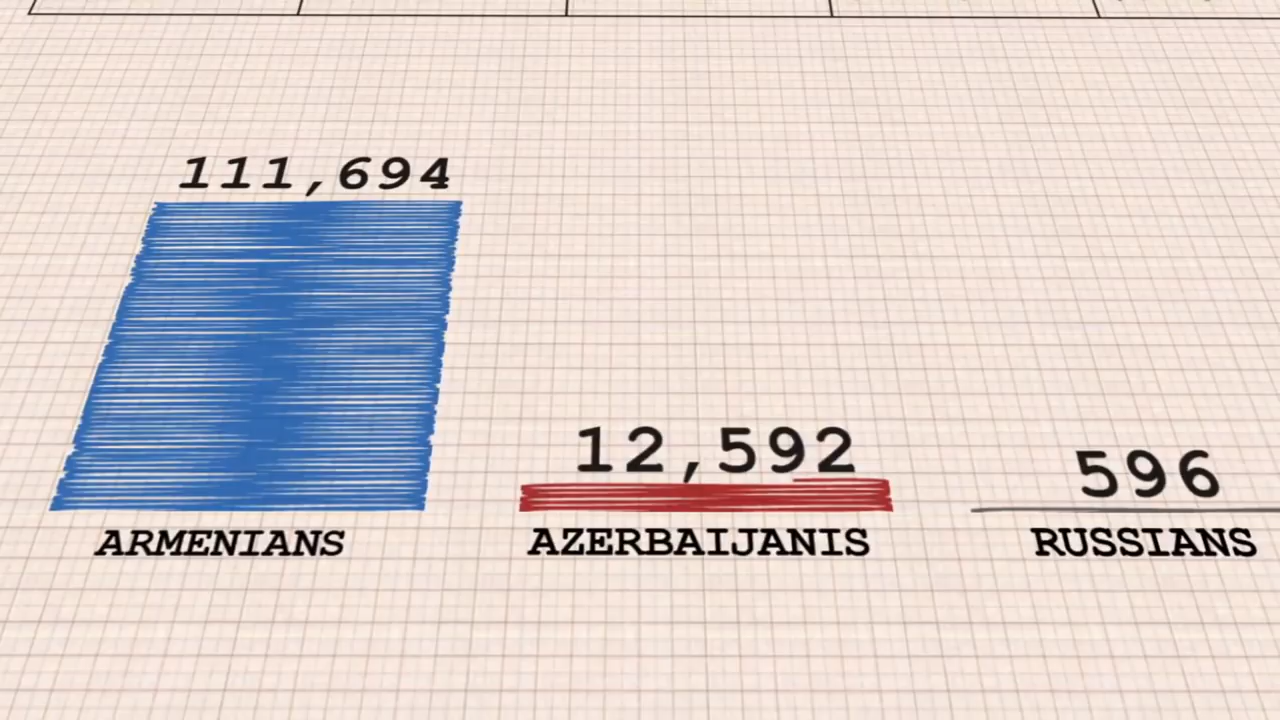 111,694
12,592
596
ARMENIANS
AZERBAIJANIS
RUSSIANS